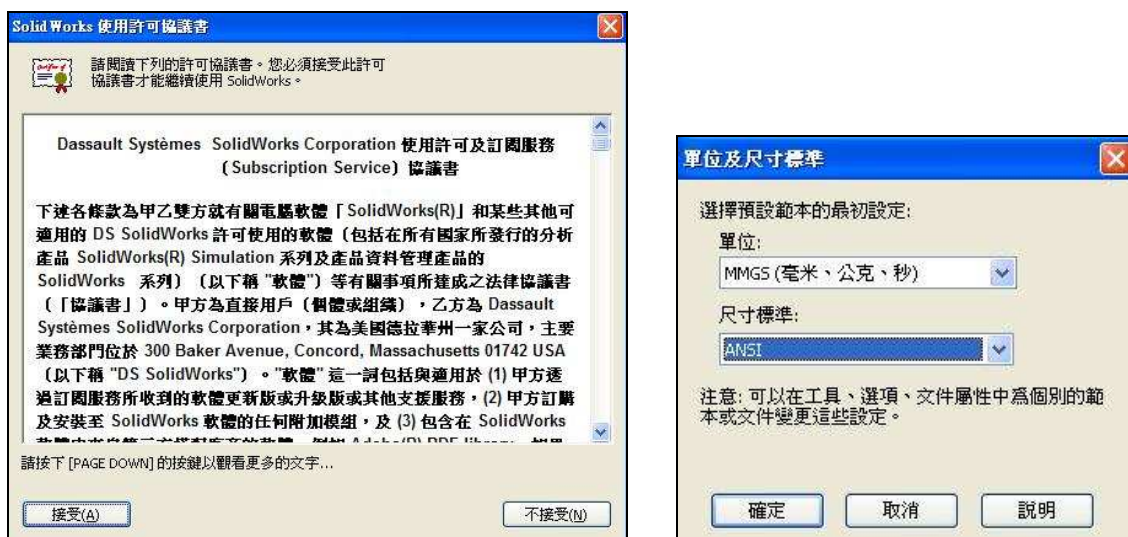 SolidWorks 使用許可協議書
請閱讀下列的許可協議書。您必須接受此許可
協議書才能繼續使用 SolidWorks。
Dassault Systèmes SolidWorks Corporation 使用許可及訂閱服務
(Subscription Service) 協議書
下述各條款為甲乙雙方就有關電腦軟體「SolidWorks(R)」和某些其他可
適用的 DS SolidWorks 許可使用的軟體 (包括在所有國家所發行的分析
產品 SolidWorks(R) Simulation 系列及產品資料管理產品的
SolidWorks 系列) (以下稱 "軟體") 等有關事項所達成之法律協議書
(「協議書」)。甲方為直接用戶 (個體或組織),乙方為 Dassault
Systèmes SolidWorks Corporation,其為美國德拉華州一家公司,主要
業務部門位於 300 Baker Avenue, Concord, Massachusetts 01742 USA
(以下稱 "DS SolidWorks")。"軟體" 這一詞包括與適用於 (1) 甲方透
過訂閱服務所收到的軟體更新版或升級版或其他支援服務,(2) 甲方訂購
及安裝至 SolidWorks 軟體的任何附加模組,及 (3) 包含在 SolidWorks
請按下 [PAGE DOWN] 的按鍵以觀看更多的文字...
接受(A)
不接受(N)
單位及尺寸標準
選擇預設範本的最初設定:
單位:
MMGS (毫米、公克、秒)
尺寸標準:
ANSI
注意: 可以在工具、選項、文件屬性中爲個別的範
本或文件變更這些設定。
確定
取消
說明